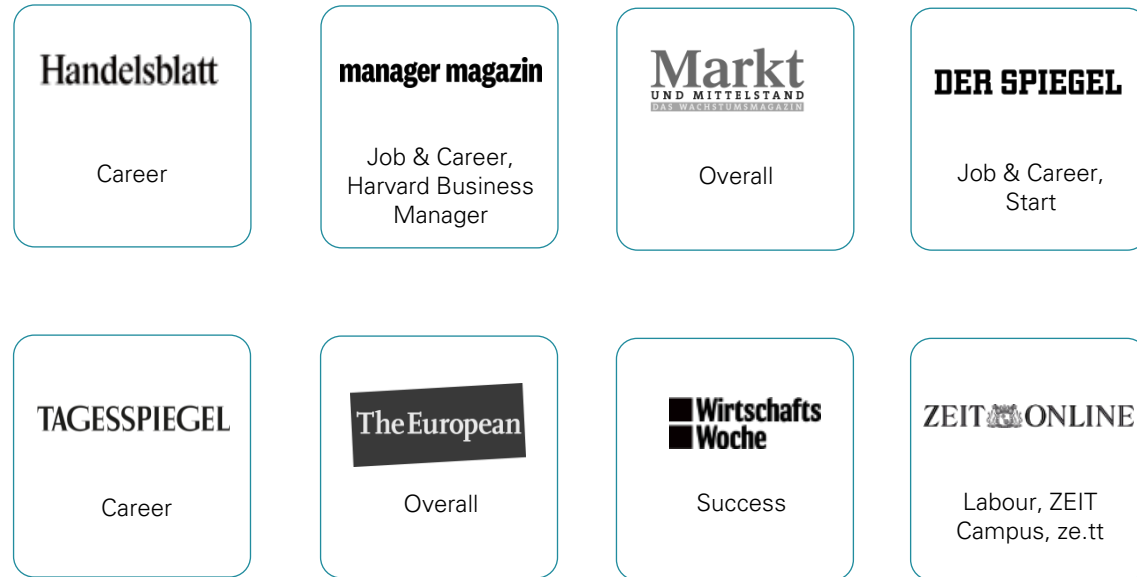 Handelsblatt
Career
manager magazin
Job & Career,
Harvard Business
Manager
Markt
UND MITTELSTAND
DAS WACHSTUMSMAGAZIN
Overall
DER SPIEGEL
Job & Career,
Start
TAGESSPIEGEL
Career
The European
Overall
Wirtschafts
Woche
Success
ZEIT ONLINE
Labour, ZEIT
Campus, ze.tt